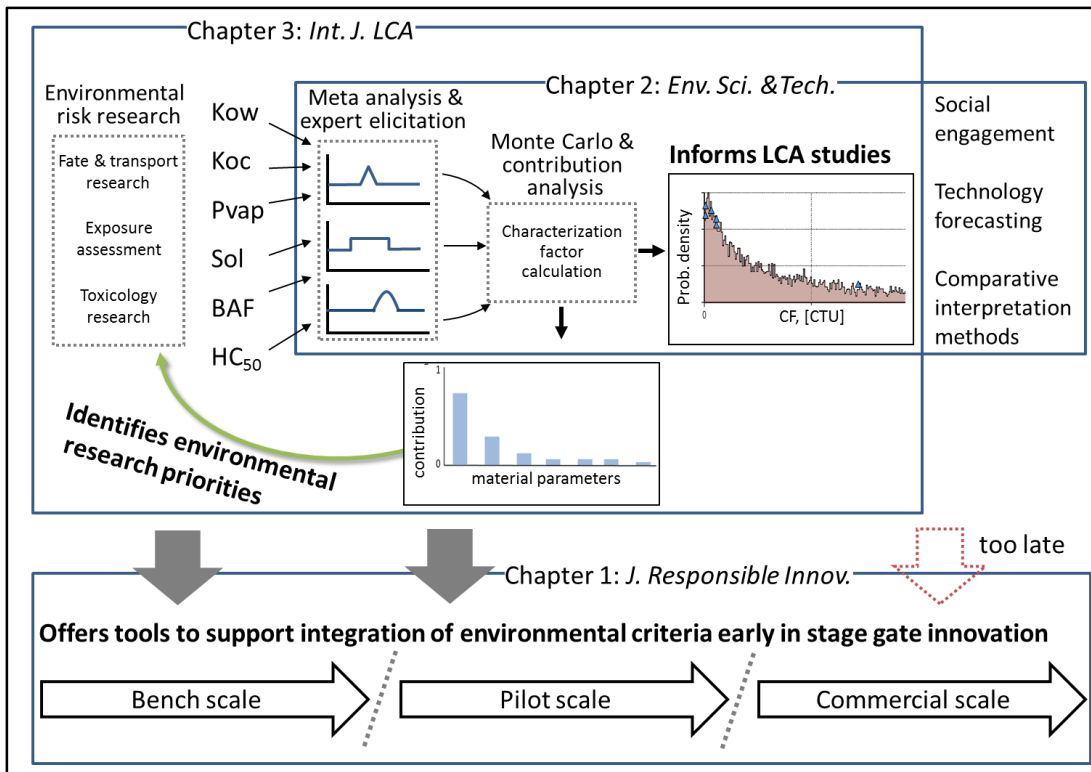 Chapter 3: Int. J. LCA
Chapter 2: Env. Sci. &Tech.
Environmental
risk research
Fate & transport
research
Exposure
assessment
Toxicology
research
Kow
Koc
Pvap
Sol
BAF
HC50
Meta analysis &
expert elicitation
Monte Carlo &
contribution
analysis
Characterization
factor
calculation
Informs LCA studies
Prob. density
0
CF, [CTU]
Social
engagement
Technology
forecasting
Comparative
interpretation
methods
Identifies environmental
research priorities
1
contribution
0
material parameters
too late
Chapter 1: J. Responsible Innov.
Offers tools to support integration of environmental criteria early in stage gate innovation
Bench scale
Pilot scale
Commercial scale